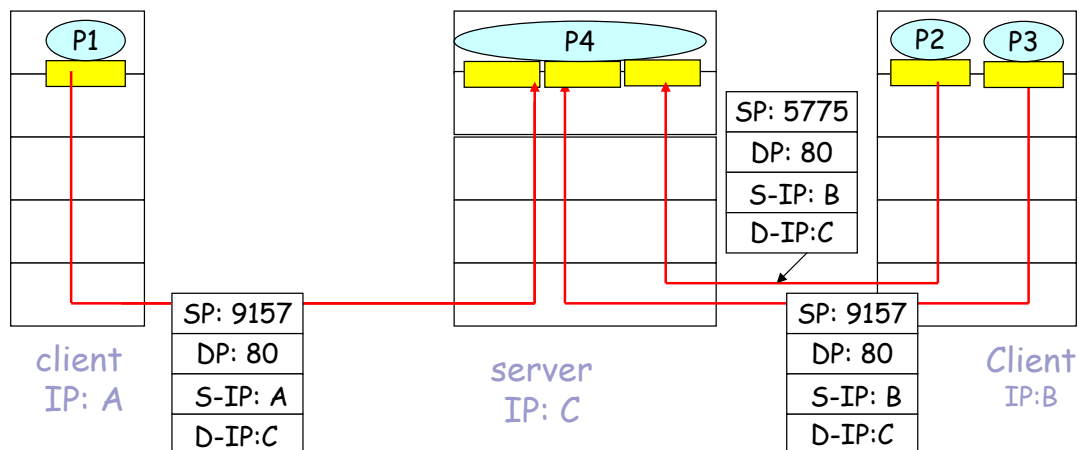 P1
P4
P2
P3
SP: 5775
DP: 80
S-IP: B
D-IP:C
SP: 9157
DP: 80
S-IP: A
D-IP:C
SP: 9157
DP: 80
S-IP: B
D-IP:C
client
IP: A
server
IP: C
Client
IP:B